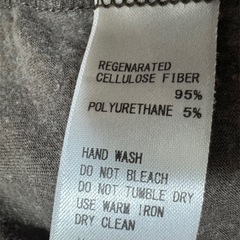 REGENARATED
CELLULOSE FIBER
95%
POLYURETHANE 5%
HAND WASH
DO NOT BLEACH
DO NOT TUMBLE DRY
USE WARM IRON
DRY CLEAN